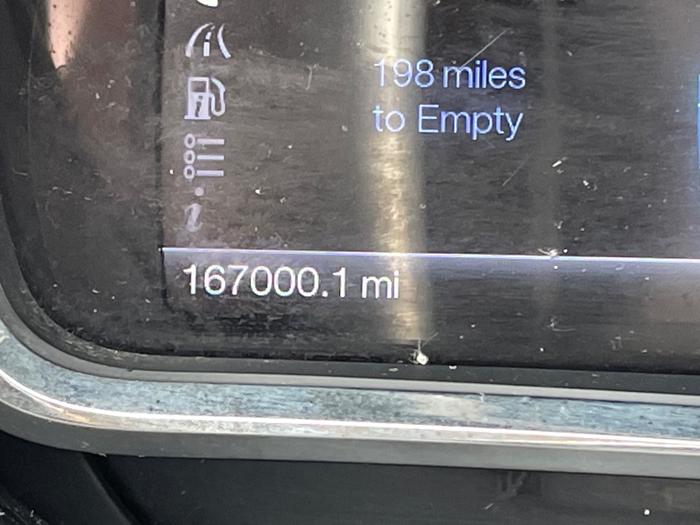 198 miles
to Empty
167000.1 mi